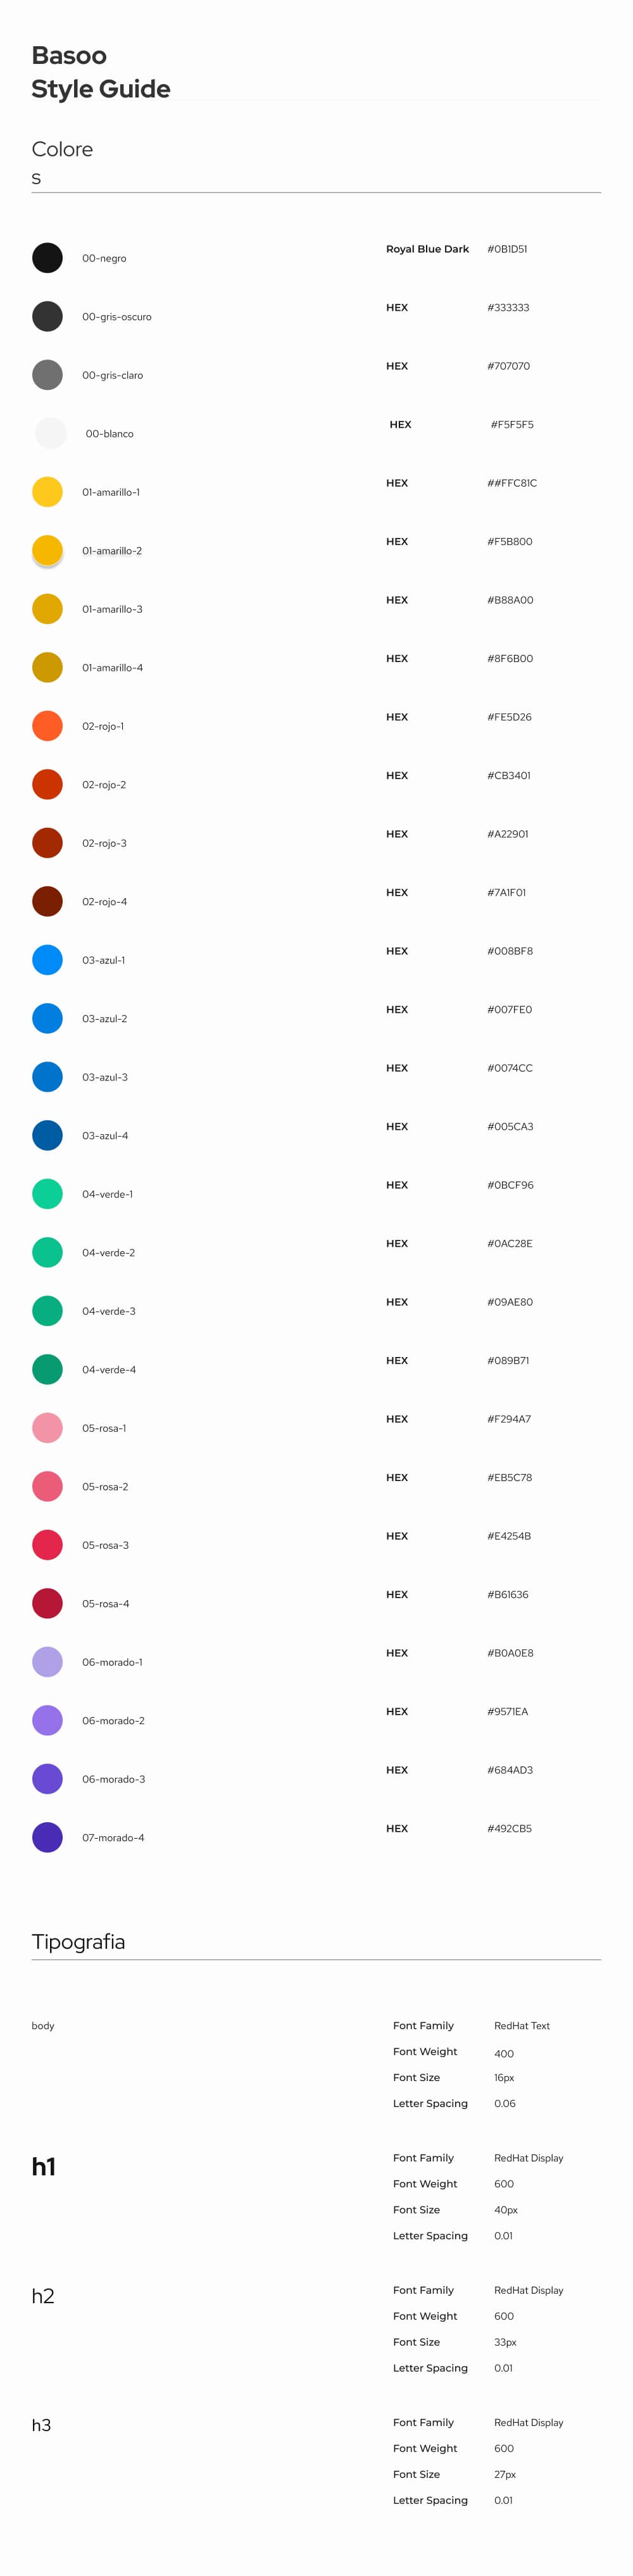 Basoo
Style Guide
Colore
s
00-negro Royal Blue Dark #0B1D51
00-gris-oscuro HEX #333333
00-gris-claro HEX #707070
00-blanco HEX #F5F5F5
01-amarillo-1 HEX ##FFC81C
01-amarillo-2 HEX #F5B800
01-amarillo-3 HEX #B88A00
01-amarillo-4 HEX #8F6B00
02-rojo-1 HEX #FE5D26
02-rojo-2 HEX #CB3401
02-rojo-3 HEX #A22901
02-rojo-4 HEX #7A1F01
03-azul-1 HEX #008BF8
03-azul-2 HEX #007FE0
03-azul-3 HEX #0074CC
03-azul-4 HEX #005CA3
04-verde-1 HEX #0BCF96
04-verde-2 HEX #0AC28E
04-verde-3 HEX #09AE80
04-verde-4 HEX #089B71
05-rosa-1 HEX #F294A7
05-rosa-2 HEX #EB5C78
05-rosa-3 HEX #E4254B
05-rosa-4 HEX #B61636
06-morado-1 HEX #B0A0E8
06-morado-2 HEX #9571EA
06-morado-3 HEX #684AD3
07-morado-4 HEX #492CB5
Tipografia
body Font Family RedHat Text
Font Weight 400
Font Size 16px
Letter Spacing 0.06
h1 Font Family RedHat Display
Font Weight 600
Font Size 40px
Letter Spacing 0.01
h2 Font Family RedHat Display
Font Weight 600
Font Size 33px
Letter Spacing 0.01
h3 Font Family RedHat Display
Font Weight 600
Font Size 27px
Letter Spacing 0.01